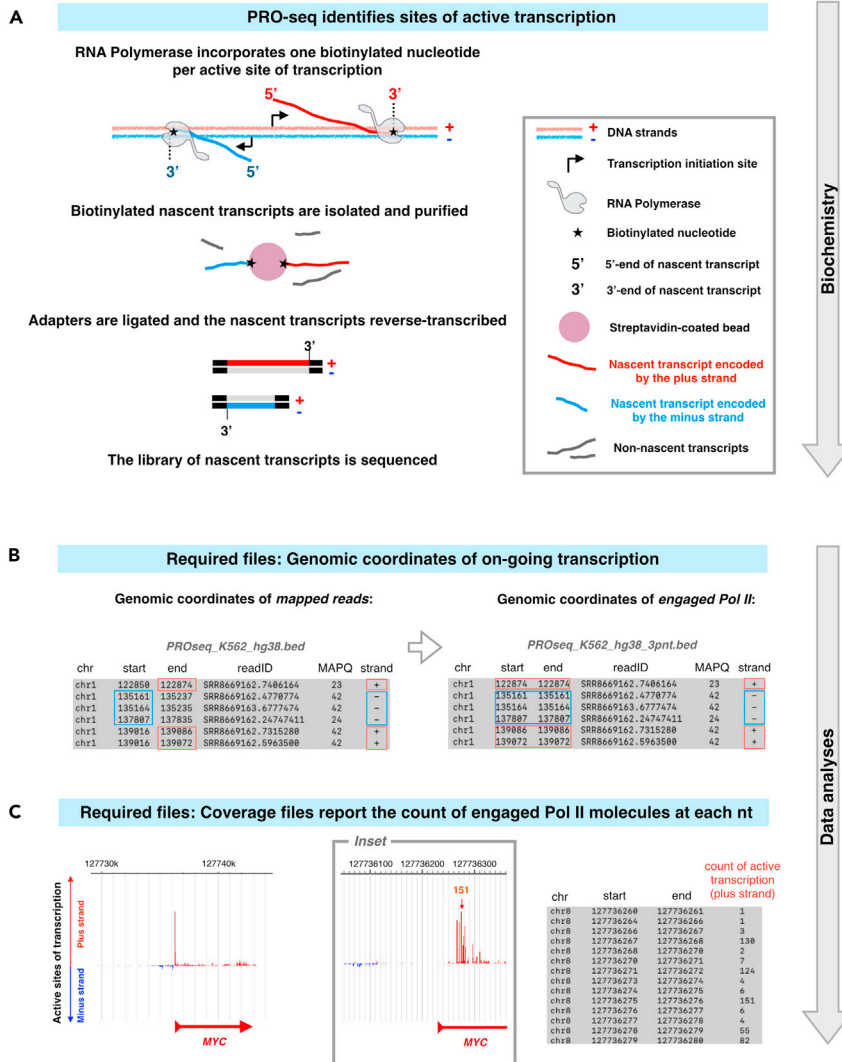 A
PRO-seq identifies sites of active transcription
RNA Polymerase incorporates one biotinylated nucleotide
per active site of transcription
5' 3'
+
-
3' 5'
Biotinylated nascent transcripts are isolated and purified
Adapters are ligated and the nascent transcripts reverse-transcribed
3'
+
-
+
-
3'
The library of nascent transcripts is sequenced
+
-
DNA strands
Transcription initiation site
RNA Polymerase
Biotinylated nucleotide
5' 5'-end of nascent transcript
3' 3'-end of nascent transcript
Streptavidin-coated bead
Nascent transcript encoded
by the plus strand
Nascent transcript encoded
by the minus strand
Non-nascent transcripts
Biochemistry
B
Required files: Genomic coordinates of on-going transcription
Genomic coordinates of mapped reads:
PROseq_K562_hg38.bed
chr start end readID MAPQ strand
chr1 122850 122874 SRR8669162.7406164 23 +
chr1 135161 135237 SRR8669162.4770774 42 −
chr1 135164 135235 SRR8669163.6777474 42 −
chr1 137807 137835 SRR8669162.24747411 24 −
chr1 139016 139086 SRR8669162.7315280 42 +
chr1 139016 139072 SRR8669162.5963500 42 +
Genomic coordinates of engaged Pol II:
PROseq_K562_hg38_3pnt.bed
chr start end readID MAPQ strand
chr1 122874 122874 SRR8669162.7406164 23 +
chr1 135161 135161 SRR8669162.4770774 42 −
chr1 135164 135164 SRR8669163.6777474 42 −
chr1 137807 137807 SRR8669162.24747411 24 −
chr1 139086 139086 SRR8669162.7315280 42 +
chr1 139072 139072 SRR8669162.5963500 42 +
Data analyses
C
Required files: Coverage files report the count of engaged Pol II molecules at each nt
Active sites of transcription
Plus strand
Minus strand
127730k 127740k
MYC
Inset
127736100 127736200 127736300
151
MYC
count of active
transcription
(plus strand)
chr start end
chr8 127736260 127736261 1
chr8 127736264 127736266 1
chr8 127736266 127736267 3
chr8 127736267 127736268 130
chr8 127736268 127736270 2
chr8 127736270 127736271 7
chr8 127736271 127736272 124
chr8 127736273 127736274 4
chr8 127736274 127736275 6
chr8 127736275 127736276 151
chr8 127736276 127736277 6
chr8 127736277 127736278 4
chr8 127736278 127736279 55
chr8 127736279 127736280 82